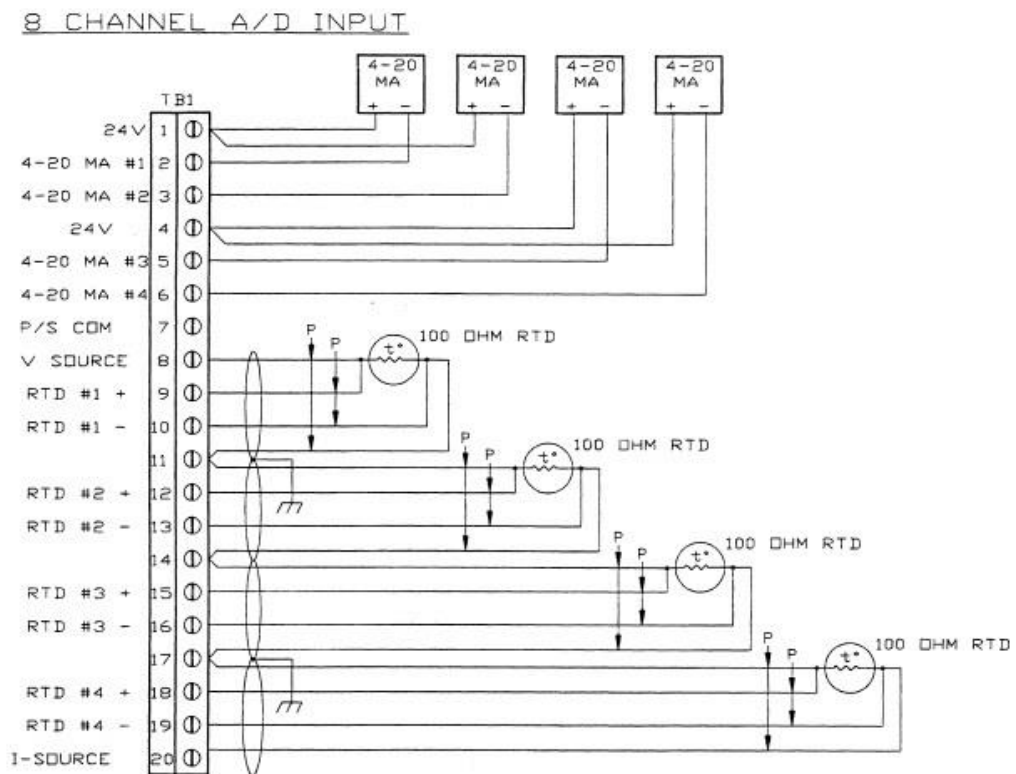 8 CHANNEL A/D INPUT
4-20 MA + -
4-20 MA + -
4-20 MA + -
4-20 MA + -
TB1
24V 1
4-20 MA #1 2
4-20 MA #2 3
24V 4
4-20 MA #3 5
4-20 MA #4 6
P/S COM 7
V SOURCE 8
RTD #1 + 9
RTD #1 - 10
11
RTD #2 + 12
RTD #2 - 13
14
RTD #3 + 15
RTD #3 - 16
17
RTD #4 + 18
RTD #4 - 19
I-SOURCE 20
P P t° 100 OHM RTD
P P t° 100 OHM RTD
P P t° 100 OHM RTD
P P t° 100 OHM RTD